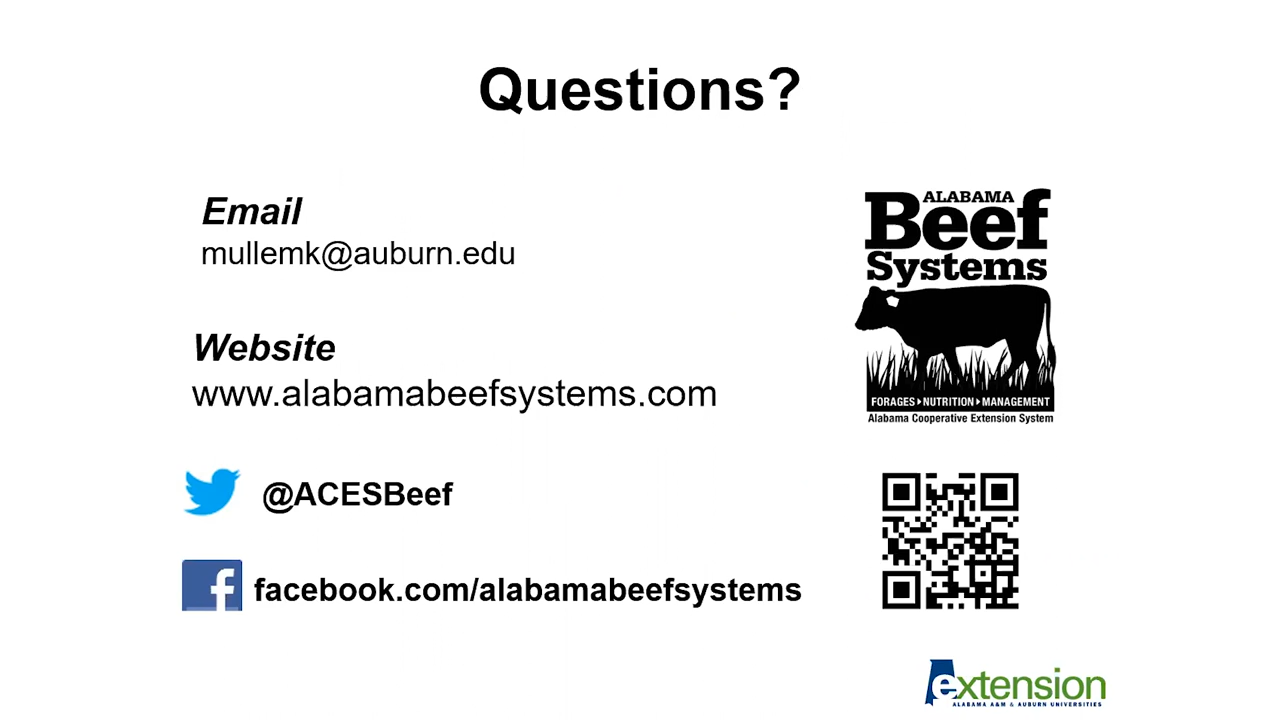 Questions?
Email
mullemk@auburn.edu
Website
www.alabamabeefsystems.com
@ACESBeef
facebook.com/alabamabeefsystems
ALABAMA
Beef
Systems
FORAGES▸NUTRITION▸MANAGEMENT
Alabama Cooperative Extension System
extension
ALABAMA A&M & AUBURN UNIVERSITIES